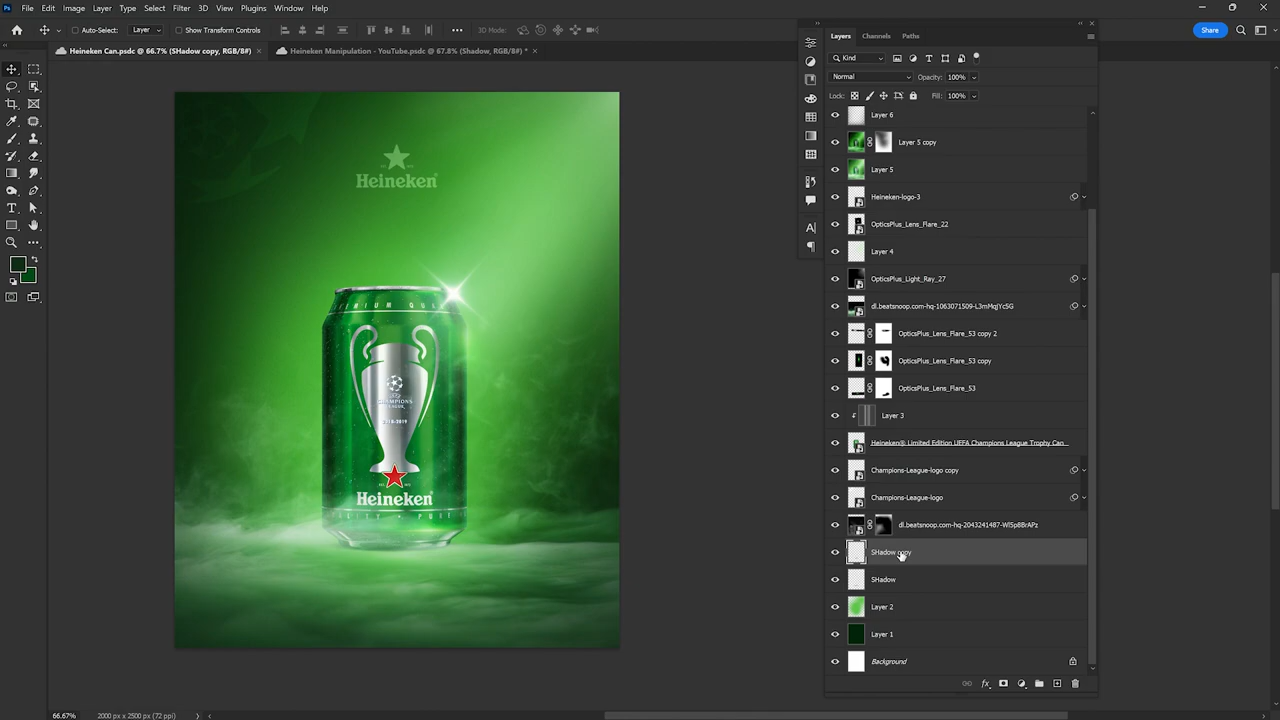 File Edit Image Layer Type Select Filter 3D View Plugins Window Help
Auto-Select: Layer Show Transform Controls 3D Mode: Share
Heineken Can.psdc @ 66.7% (SHadow copy, RGB/8#) × Heineken Manipulation - YouTube.psdc @ 67.8% (Shadow, RGB/8#) * ×
Layers Channels Paths
Kind
Normal Opacity: 100%
Lock: Fill: 100%
Layer 6
Layer 5 copy
Layer 5
Heineken-logo-3
OpticsPlus_Lens_Flare_22
Layer 4
OpticsPlus_Light_Ray_27
dl.beatsnoop.com-hq-1063071509-L3mMqjYc5G
OpticsPlus_Lens_Flare_53 copy 2
OpticsPlus_Lens_Flare_53 copy
OpticsPlus_Lens_Flare_53
Layer 3
Heineken® Limited Edition UEFA Champions League Trophy Can...
Champions-League-logo copy
Champions-League-logo
dl.beatsnoop.com-hq-2043241487-Wl5p8BrAPz
SHadow copy
SHadow
Layer 2
Layer 1
Background
Heineken
CHAMPIONS
LEAGUE
2018-2019
Heineken
66.67% 2000 px x 2500 px (72 ppi)